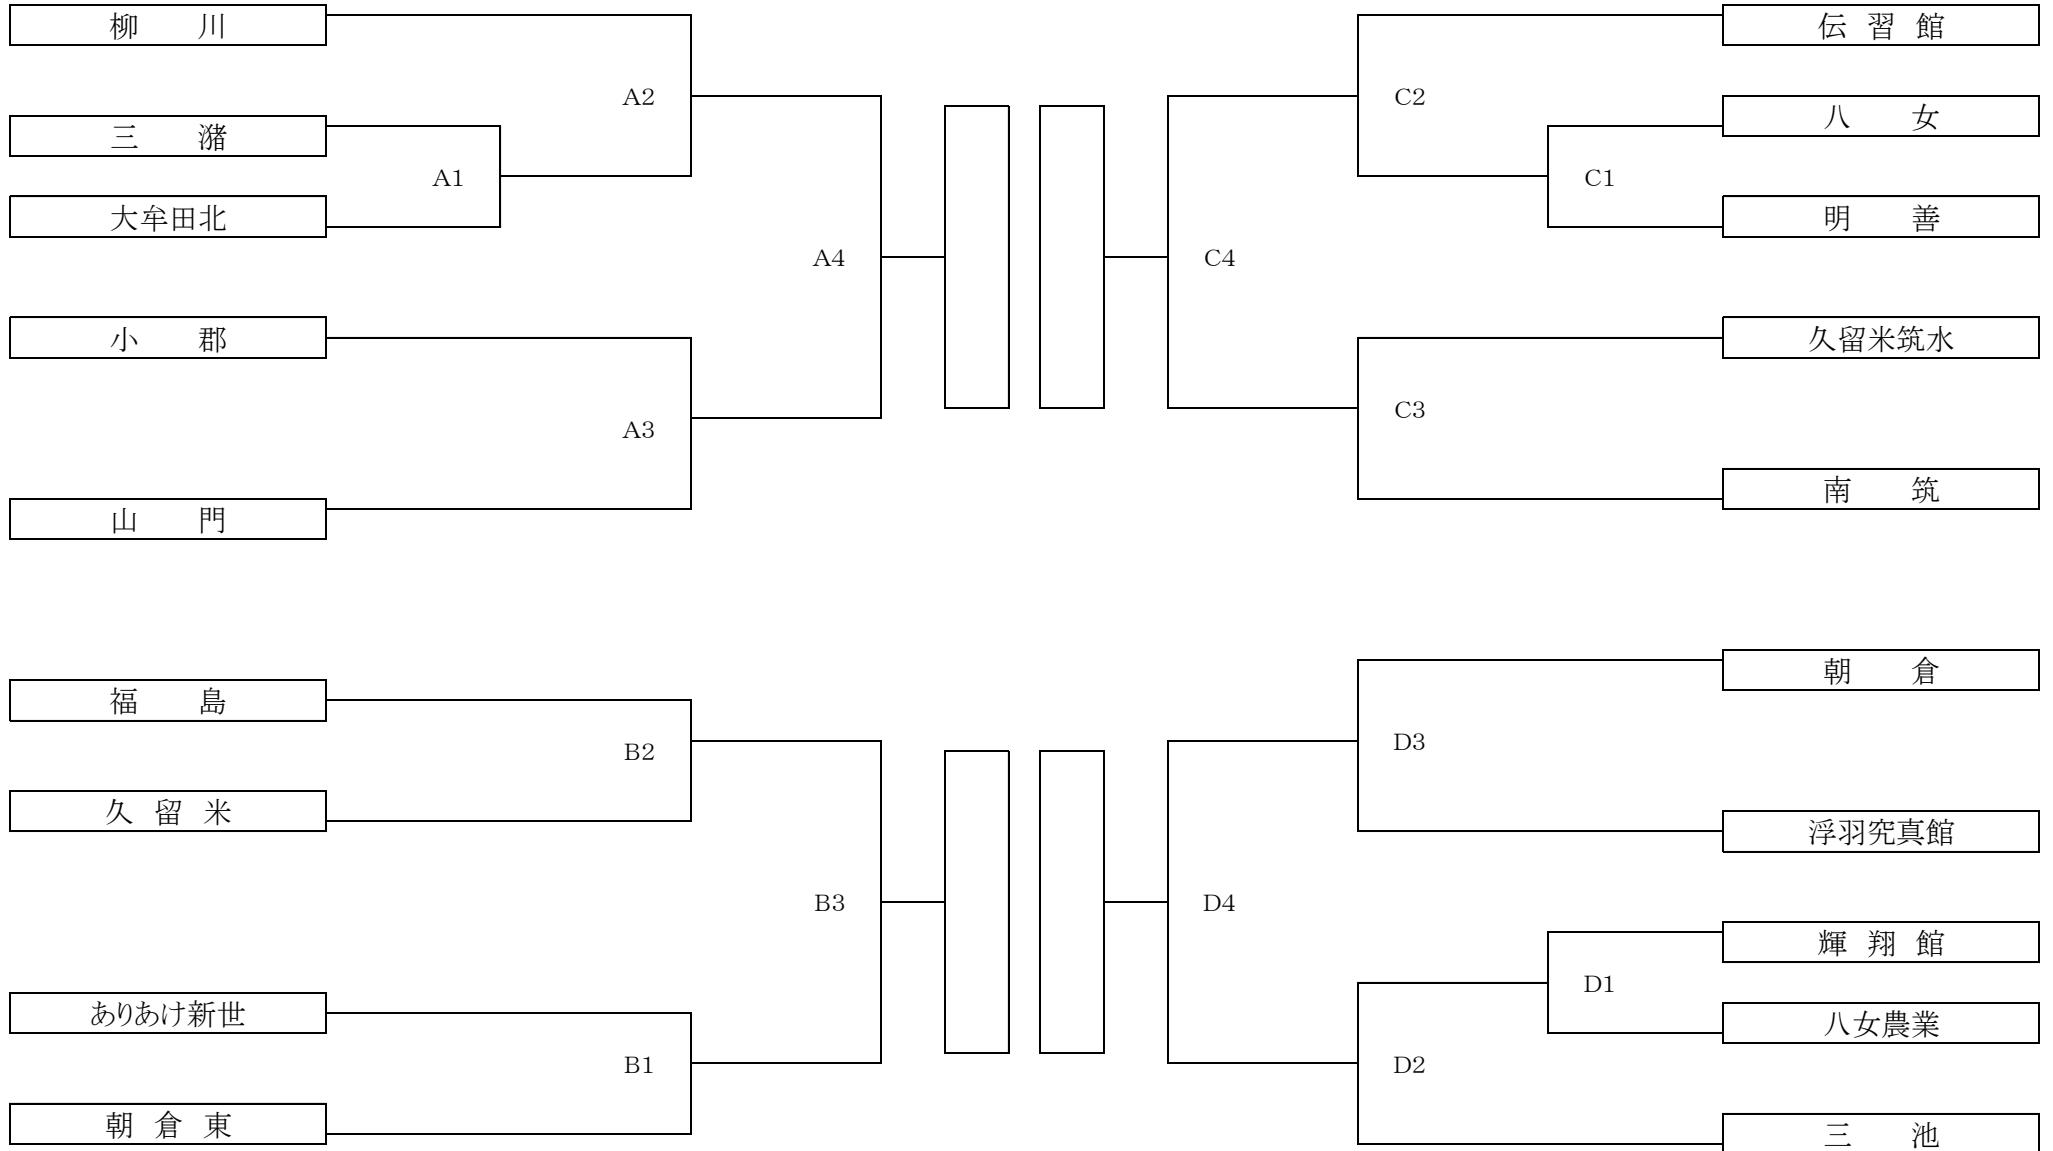 柳　　川
A2
三　　潴
A1
大牟田北
A4
小　　郡
A3
山　　門
伝 習 館
C2
八　　女
C1
明　　善
C4
久留米筑水
C3
南　　筑
福　　島
B2
久 留 米
B3
ありあけ新世
B1
朝 倉 東
朝　　倉
D3
浮羽究真館
D4
輝 翔 館
D1
八女農業
D2
三　　池